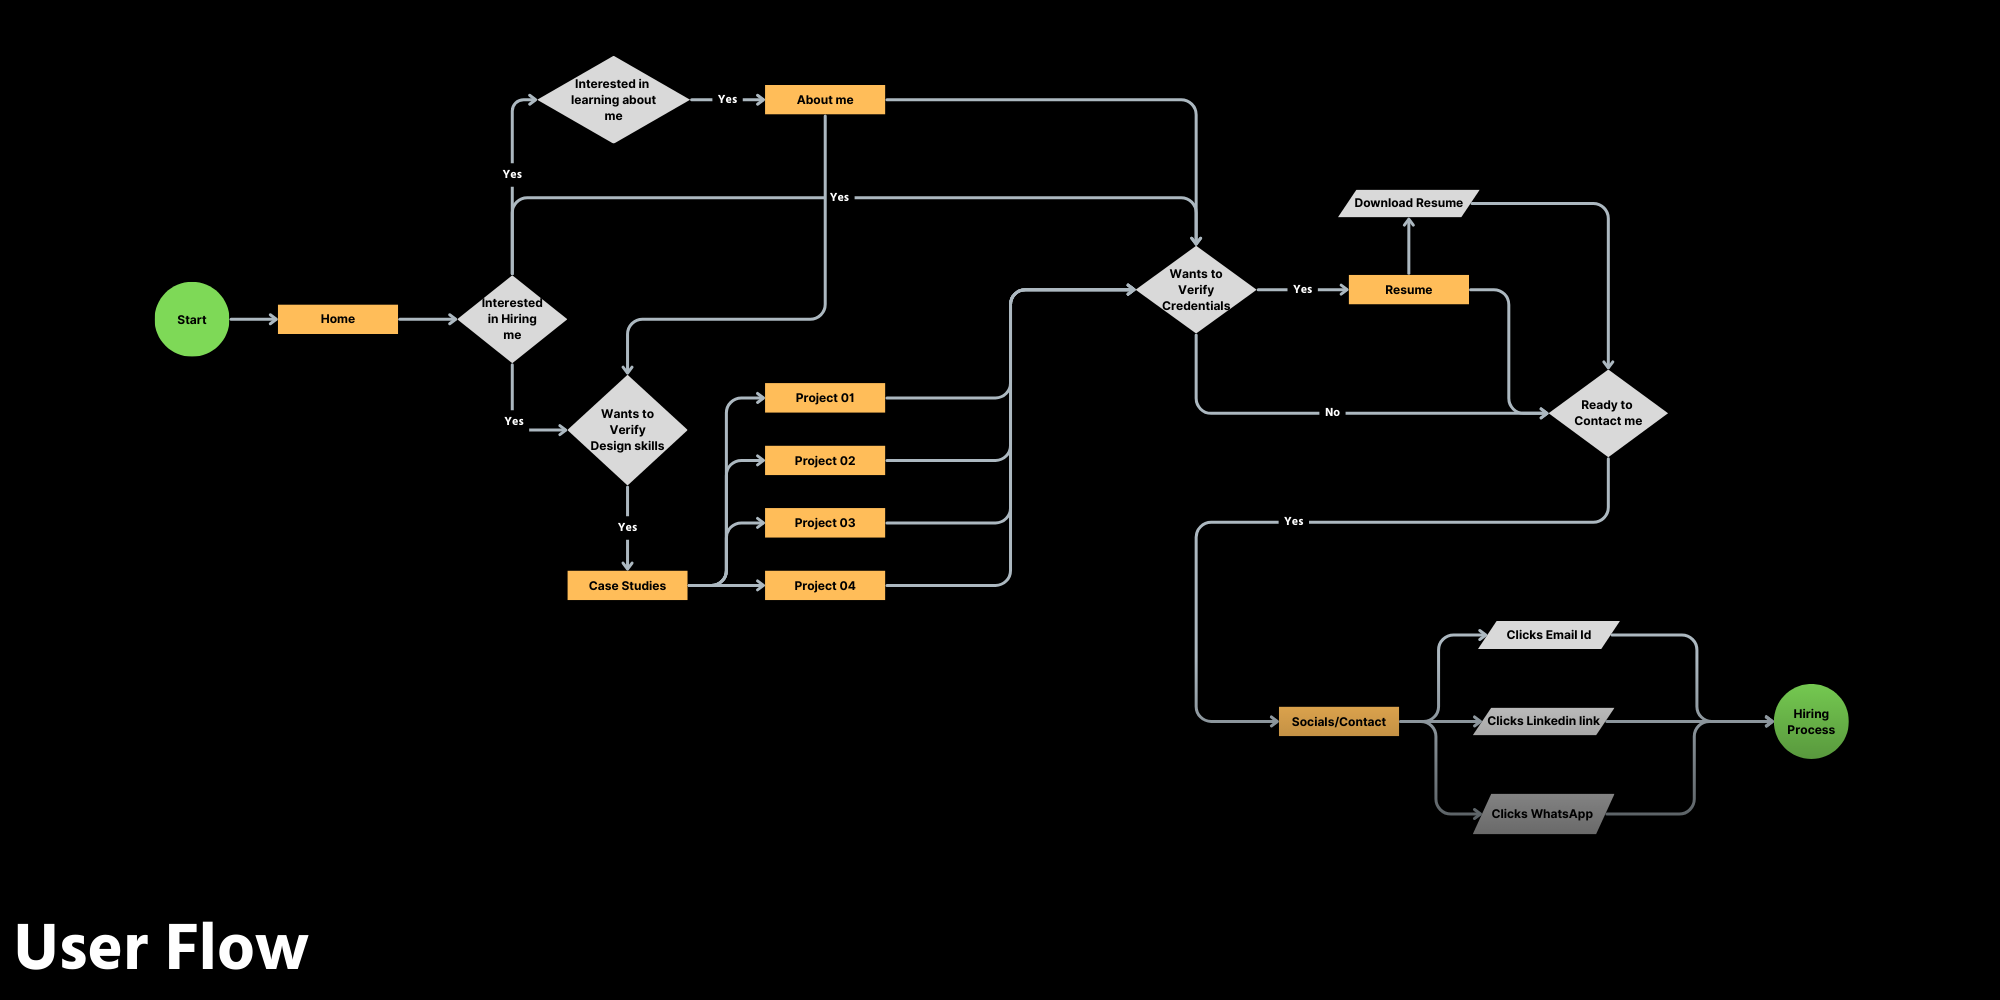 Interested in
learning about
me
Yes
About me
Yes
Yes
Download Resume
Start
Home
Interested
in Hiring
me
Wants to
Verify
Credentials
Yes
Resume
Yes
Wants to
Verify
Design skills
Project 01
No
Ready to
Contact me
Project 02
Yes
Project 03
Yes
Case Studies
Project 04
Clicks Email Id
Socials/Contact
Clicks Linkedin link
Hiring
Process
Clicks WhatsApp
User Flow